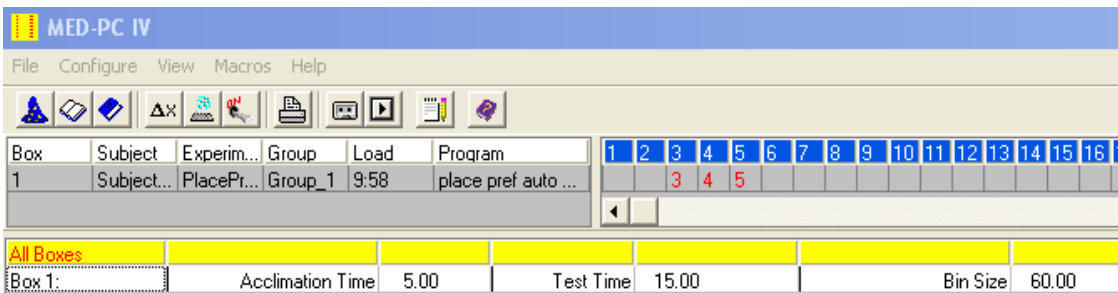 MED-PC IV
File Configure View Macros Help
Δx
Box Subject Experim... Group Load Program 1 2 3 4 5 6 7 8 9 10 11 12 13 14 15 16
1 Subject... PlacePr... Group_1 9:58 place pref auto ... 3 4 5
All Boxes
Box 1: Acclimation Time 5.00 Test Time 15.00 Bin Size 60.00